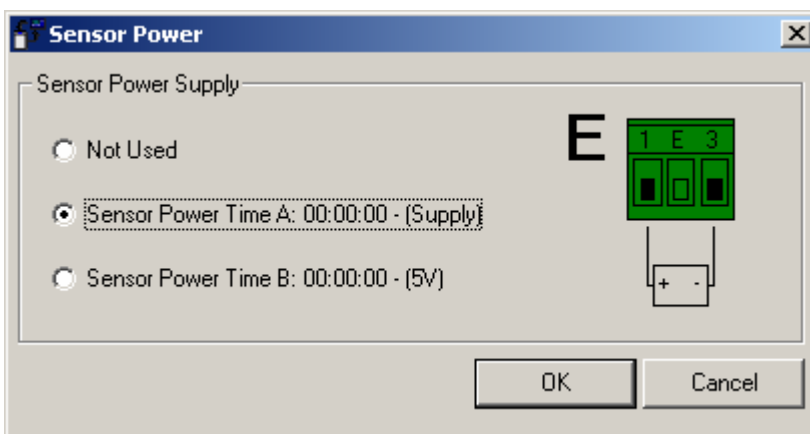 Sensor Power
Sensor Power Supply
Not Used
Sensor Power Time A: 00:00:00 - (Supply)
Sensor Power Time B: 00:00:00 - (5V)
E
1 E 3
+ -
OK
Cancel